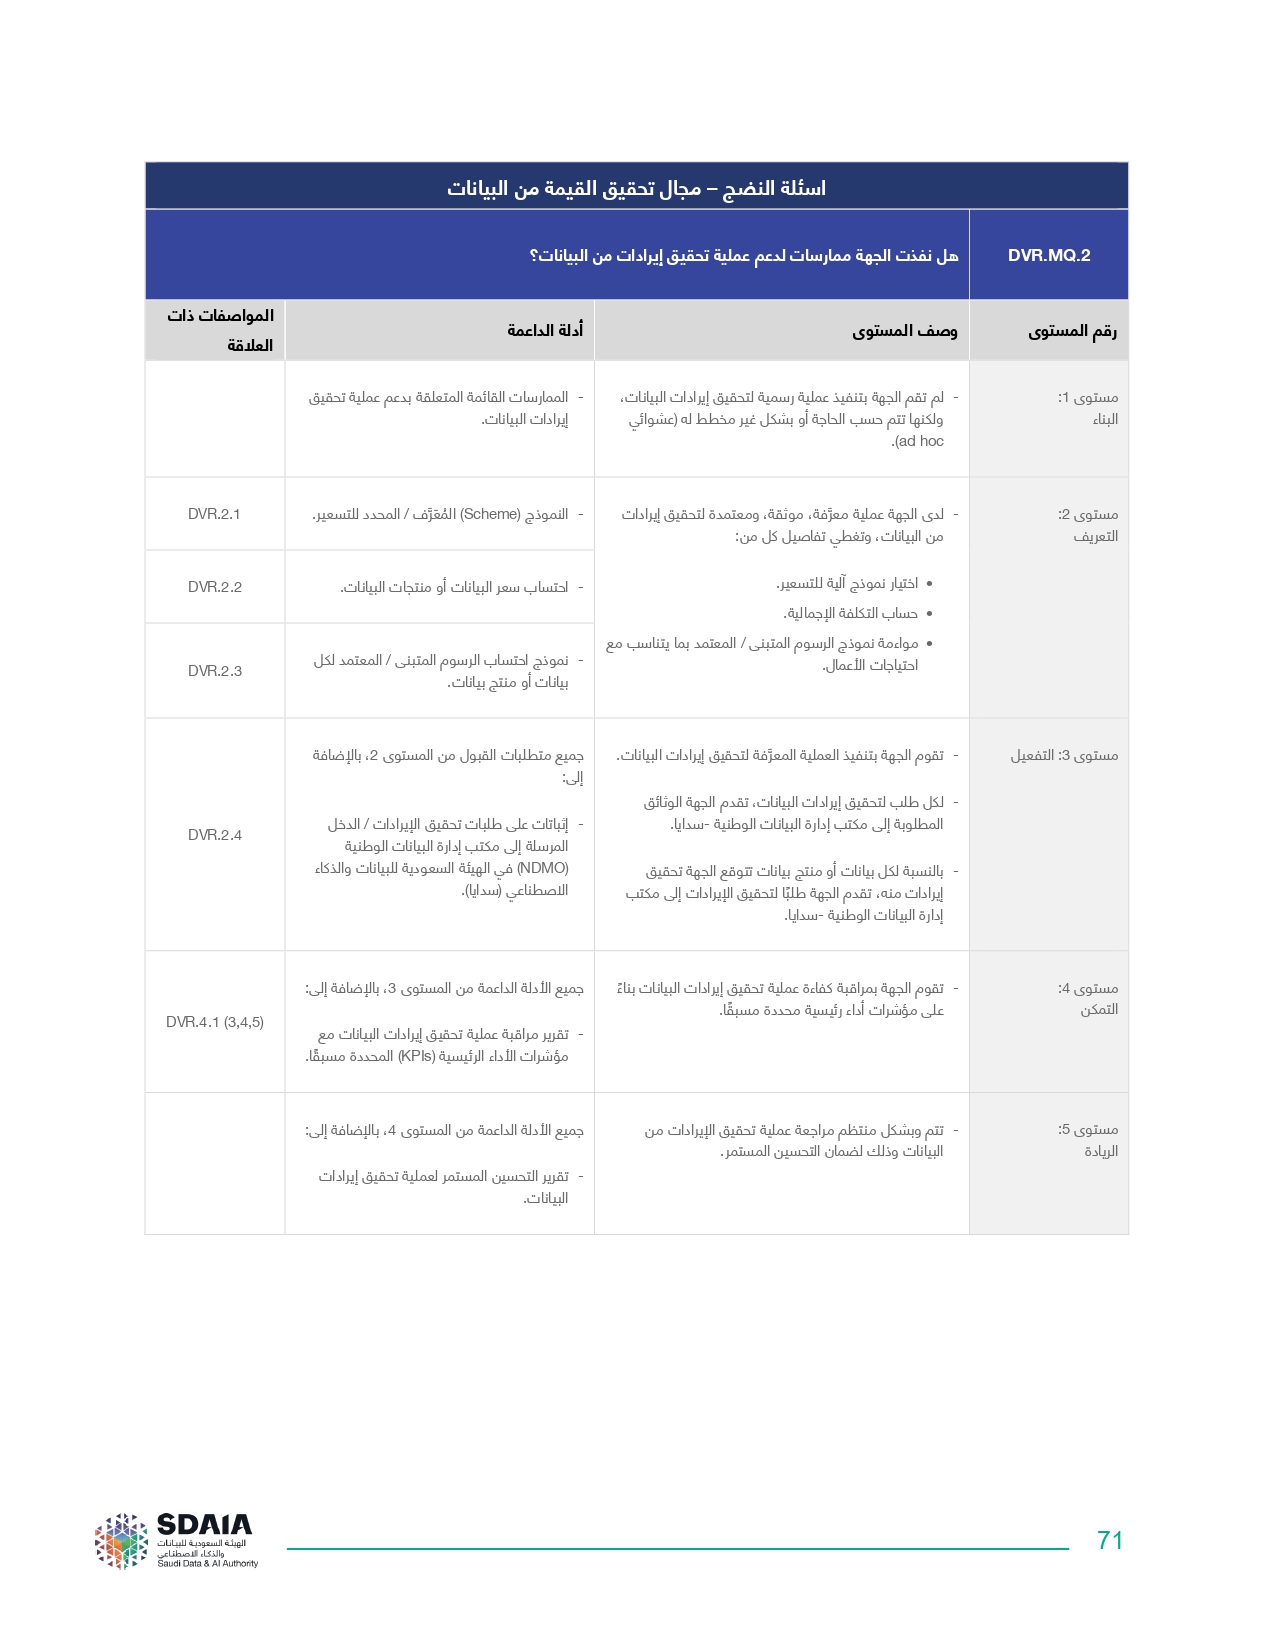 اسئلة النضج – مجال تحقيق القيمة من البيانات
DVR.MQ.2
هل نفذت الجهة ممارسات لدعم عملية تحقيق إيرادات من البيانات؟
رقم المستوى
وصف المستوى
أدلة الداعمة
المواصفات ذات
العلاقة
مستوى 1:
البناء
- لم تقم الجهة بتنفيذ عملية رسمية لتحقيق إيرادات البيانات،
ولكنها تتم حسب الحاجة أو بشكل غير مخطط له (عشوائي
ad hoc).
- الممارسات القائمة المتعلقة بدعم عملية تحقيق
إيرادات البيانات.
مستوى 2:
التعريف
- لدى الجهة عملية معرَّفة، موثقة، ومعتمدة لتحقيق إيرادات
من البيانات، وتغطي تفاصيل كل من:
• اختيار نموذج آلية للتسعير.
• حساب التكلفة الإجمالية.
• مواءمة نموذج الرسوم المتبنى / المعتمد بما يتناسب مع
احتياجات الأعمال.
- النموذج (Scheme) المُعَرَّف / المحدد للتسعير.
DVR.2.1
- احتساب سعر البيانات أو منتجات البيانات.
DVR.2.2
- نموذج احتساب الرسوم المتبنى / المعتمد لكل
بيانات أو منتج بيانات.
DVR.2.3
مستوى 3: التفعيل
- تقوم الجهة بتنفيذ العملية المعرَّفة لتحقيق إيرادات البيانات.
- لكل طلب لتحقيق إيرادات البيانات، تقدم الجهة الوثائق
المطلوبة إلى مكتب إدارة البيانات الوطنية -سدايا.
- بالنسبة لكل بيانات أو منتج بيانات تتوقع الجهة تحقيق
إيرادات منه، تقدم الجهة طلبًا لتحقيق الإيرادات إلى مكتب
إدارة البيانات الوطنية -سدايا.
جميع متطلبات القبول من المستوى 2، بالإضافة
إلى:
- إثباتات على طلبات تحقيق الإيرادات / الدخل
المرسلة إلى مكتب إدارة البيانات الوطنية
(NDMO) في الهيئة السعودية للبيانات والذكاء
الاصطناعي (سدايا).
DVR.2.4
مستوى 4:
التمكن
- تقوم الجهة بمراقبة كفاءة عملية تحقيق إيرادات البيانات بناءً
على مؤشرات أداء رئيسية محددة مسبقًا.
جميع الأدلة الداعمة من المستوى 3، بالإضافة إلى:
- تقرير مراقبة عملية تحقيق إيرادات البيانات مع
مؤشرات الأداء الرئيسية (KPIs) المحددة مسبقًا.
DVR.4.1 (3,4,5)
مستوى 5:
الريادة
- تتم وبشكل منتظم مراجعة عملية تحقيق الإيرادات من
البيانات وذلك لضمان التحسين المستمر.
جميع الأدلة الداعمة من المستوى 4، بالإضافة إلى:
- تقرير التحسين المستمر لعملية تحقيق إيرادات
البيانات.
SDAIA
الهيئة السعودية للبيانات
والذكاء الاصطناعي
Saudi Data & AI Authority
71